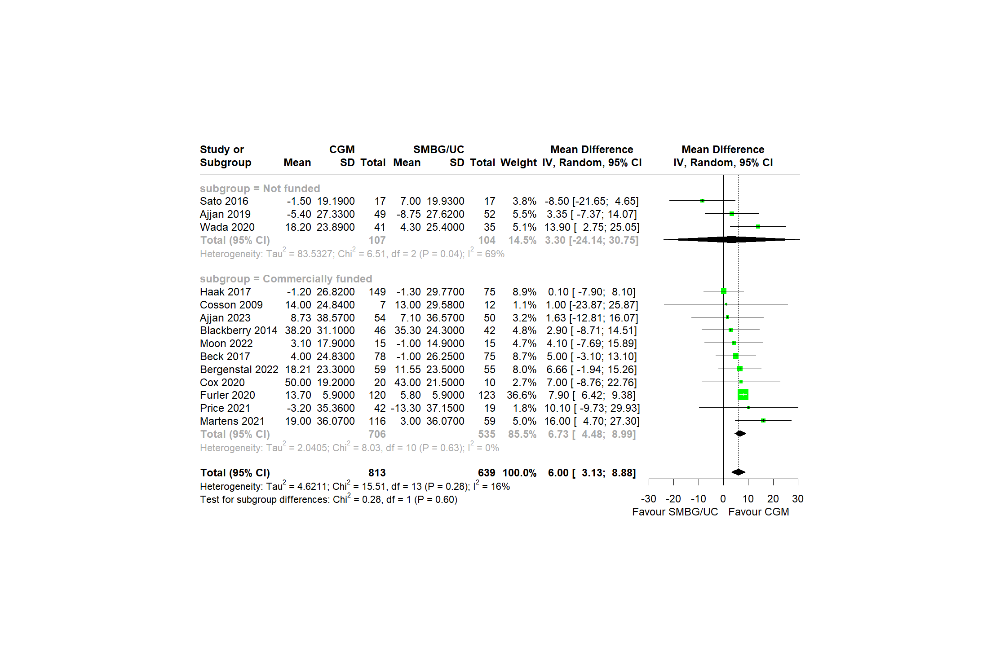 Study or CGM SMBG/UC Mean Difference Mean Difference
Subgroup Mean SD Total Mean SD Total Weight IV, Random, 95% CI IV, Random, 95% CI
subgroup = Not funded
Sato 2016 -1.50 19.1900 17 7.00 19.9300 17 3.8% -8.50 [-21.65; 4.65]
Ajjan 2019 -5.40 27.3300 49 -8.75 27.6200 52 5.5% 3.35 [ -7.37; 14.07]
Wada 2020 18.20 23.8900 41 4.30 25.4000 35 5.1% 13.90 [ 2.75; 25.05]
Total (95% CI) 107 104 14.5% 3.30 [-24.14; 30.75]
Heterogeneity: Tau² = 83.5327; Chi² = 6.51, df = 2 (P = 0.04); I² = 69%
subgroup = Commercially funded
Haak 2017 -1.20 26.8200 149 -1.30 29.7700 75 8.9% 0.10 [ -7.90; 8.10]
Cosson 2009 14.00 24.8400 7 13.00 29.5800 12 1.1% 1.00 [-23.87; 25.87]
Ajjan 2023 8.73 38.5700 54 7.10 36.5700 50 3.2% 1.63 [-12.81; 16.07]
Blackberry 2014 38.20 31.1000 46 35.30 24.3000 42 4.8% 2.90 [ -8.71; 14.51]
Moon 2022 3.10 17.9000 15 -1.00 14.9000 15 4.7% 4.10 [ -7.69; 15.89]
Beck 2017 4.00 24.8300 78 -1.00 26.2500 75 8.7% 5.00 [ -3.10; 13.10]
Bergenstal 2022 18.21 23.3000 59 11.55 23.5000 55 8.0% 6.66 [ -1.94; 15.26]
Cox 2020 50.00 19.2000 20 43.00 21.5000 10 2.7% 7.00 [ -8.76; 22.76]
Furler 2020 13.70 5.9000 120 5.80 5.9000 123 36.6% 7.90 [ 6.42; 9.38]
Price 2021 -3.20 35.3600 42 -13.30 37.1500 19 1.8% 10.10 [ -9.73; 29.93]
Martens 2021 19.00 36.0700 116 3.00 36.0700 59 5.0% 16.00 [ 4.70; 27.30]
Total (95% CI) 706 535 85.5% 6.73 [ 4.48; 8.99]
Heterogeneity: Tau² = 2.0405; Chi² = 8.03, df = 10 (P = 0.63); I² = 0%
Total (95% CI) 813 639 100.0% 6.00 [ 3.13; 8.88]
Heterogeneity: Tau² = 4.6211; Chi² = 15.51, df = 13 (P = 0.28); I² = 16%
Test for subgroup differences: Chi² = 0.28, df = 1 (P = 0.60)
-30 -20 -10 0 10 20 30
Favour SMBG/UC Favour CGM